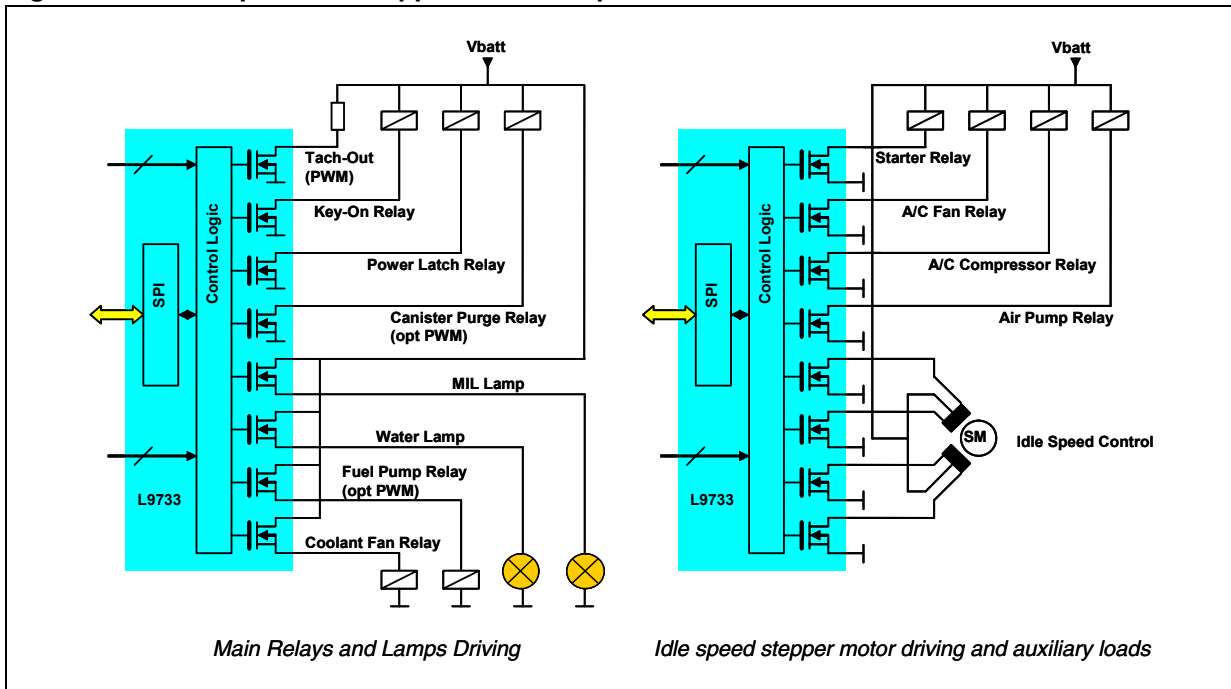 Vbatt
Tach-Out
(PWM)
Key-On Relay
Power Latch Relay
Canister Purge Relay
(opt PWM)
MIL Lamp
Water Lamp
Fuel Pump Relay
(opt PWM)
Coolant Fan Relay
Control Logic
SPI
L9733
Main Relays and Lamps Driving
Vbatt
Starter Relay
A/C Fan Relay
A/C Compressor Relay
Air Pump Relay
SM
Idle Speed Control
Control Logic
SPI
L9733
Idle speed stepper motor driving and auxiliary loads